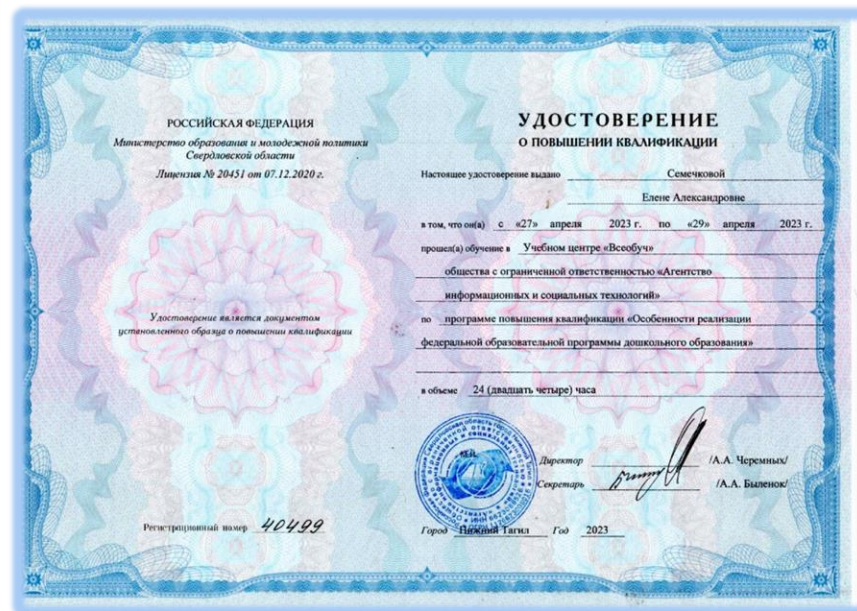 РОССИЙСКАЯ ФЕДЕРАЦИЯ
Министерство образования и молодежной политики
Свердловской области
Лицензия № 20451 от 07.12.2020 г.
Удостоверение является документом
установленного образца о повышении квалификации
Регистрационный номер 40499
УДОСТОВЕРЕНИЕ
О ПОВЫШЕНИИ КВАЛИФИКАЦИИ
Настоящее удостоверение выдано Семечковой
Елене Александровне
в том, что он(а) с «27» апреля 2023 г. по «29» апреля 2023 г.
прошел(а) обучение в Учебном центре «Всеобуч»
общества с ограниченной ответственностью «Агентство
информационных и социальных технологий»
по программе повышения квалификации «Особенности реализации
федеральной образовательной программы дошкольного образования»
в объеме 24 (двадцать четыре) часа
Директор /А.А. Черемных/
Секретарь /А.А. Быленок/
Город Нижний Тагил Год 2023